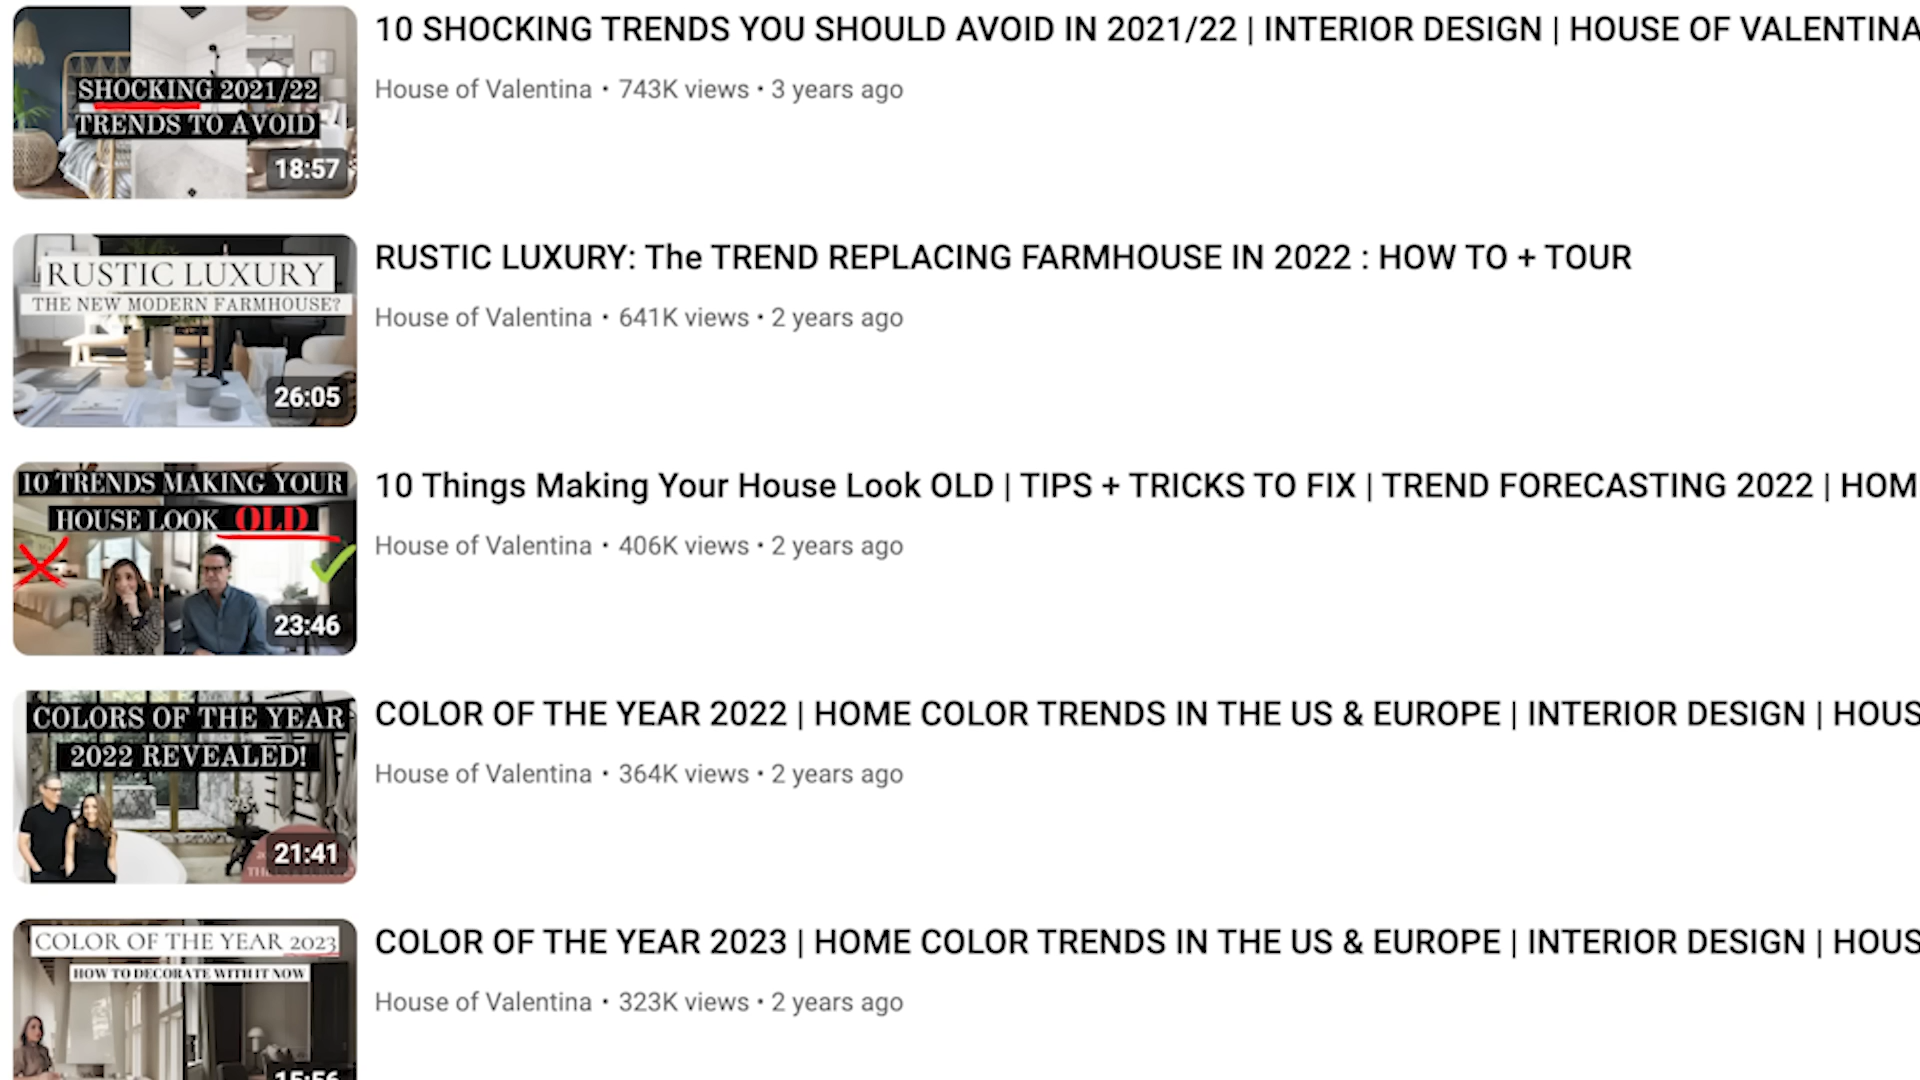 SHOCKING 2021/22
TRENDS TO AVOID
18:57
10 SHOCKING TRENDS YOU SHOULD AVOID IN 2021/22 | INTERIOR DESIGN | HOUSE OF VALENTINA
House of Valentina • 743K views • 3 years ago
RUSTIC LUXURY
THE NEW MODERN FARMHOUSE?
26:05
RUSTIC LUXURY: The TREND REPLACING FARMHOUSE IN 2022 : HOW TO + TOUR
House of Valentina • 641K views • 2 years ago
10 TRENDS MAKING YOUR
HOUSE LOOK OLD
23:46
10 Things Making Your House Look OLD | TIPS + TRICKS TO FIX | TREND FORECASTING 2022 | HOM
House of Valentina • 406K views • 2 years ago
COLORS OF THE YEAR
2022 REVEALED!
21:41
COLOR OF THE YEAR 2022 | HOME COLOR TRENDS IN THE US & EUROPE | INTERIOR DESIGN | HOUS
House of Valentina • 364K views • 2 years ago
COLOR OF THE YEAR 2023
HOW TO DECORATE WITH IT NOW
15:56
COLOR OF THE YEAR 2023 | HOME COLOR TRENDS IN THE US & EUROPE | INTERIOR DESIGN | HOUS
House of Valentina • 323K views • 2 years ago